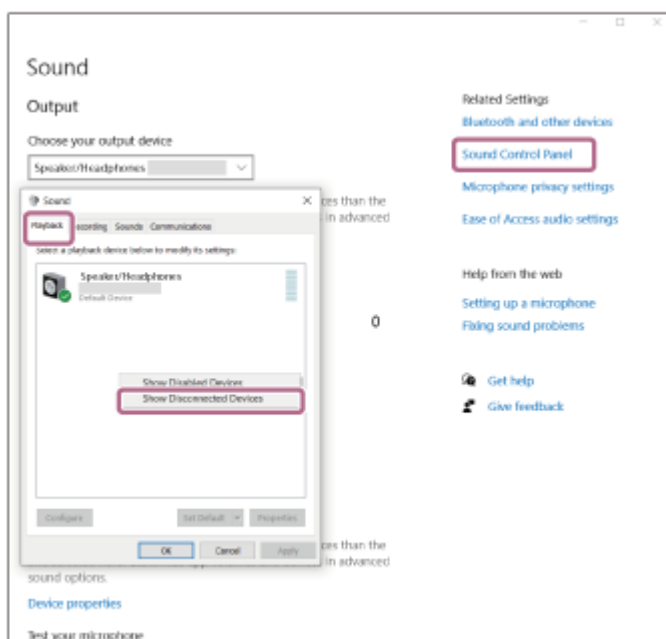 Sound
Output
Choose your output device
Speaker/Headphones
Sound
Playback
ecording
Sounds
Communications
Select a playback device below to modify its settings:
Speaker/Headphones
Default Device
Show Disabled Devices
Show Disconnected Devices
Configure
Set Default
Properties
OK
Cancel
Apply
ces than the
in advanced
0
ces than the
in advanced
sound options.
Device properties
Test your microphone
Related Settings
Bluetooth and other devices
Sound Control Panel
Microphone privacy settings
Ease of Access audio settings
Help from the web
Setting up a microphone
Fixing sound problems
Get help
Give feedback